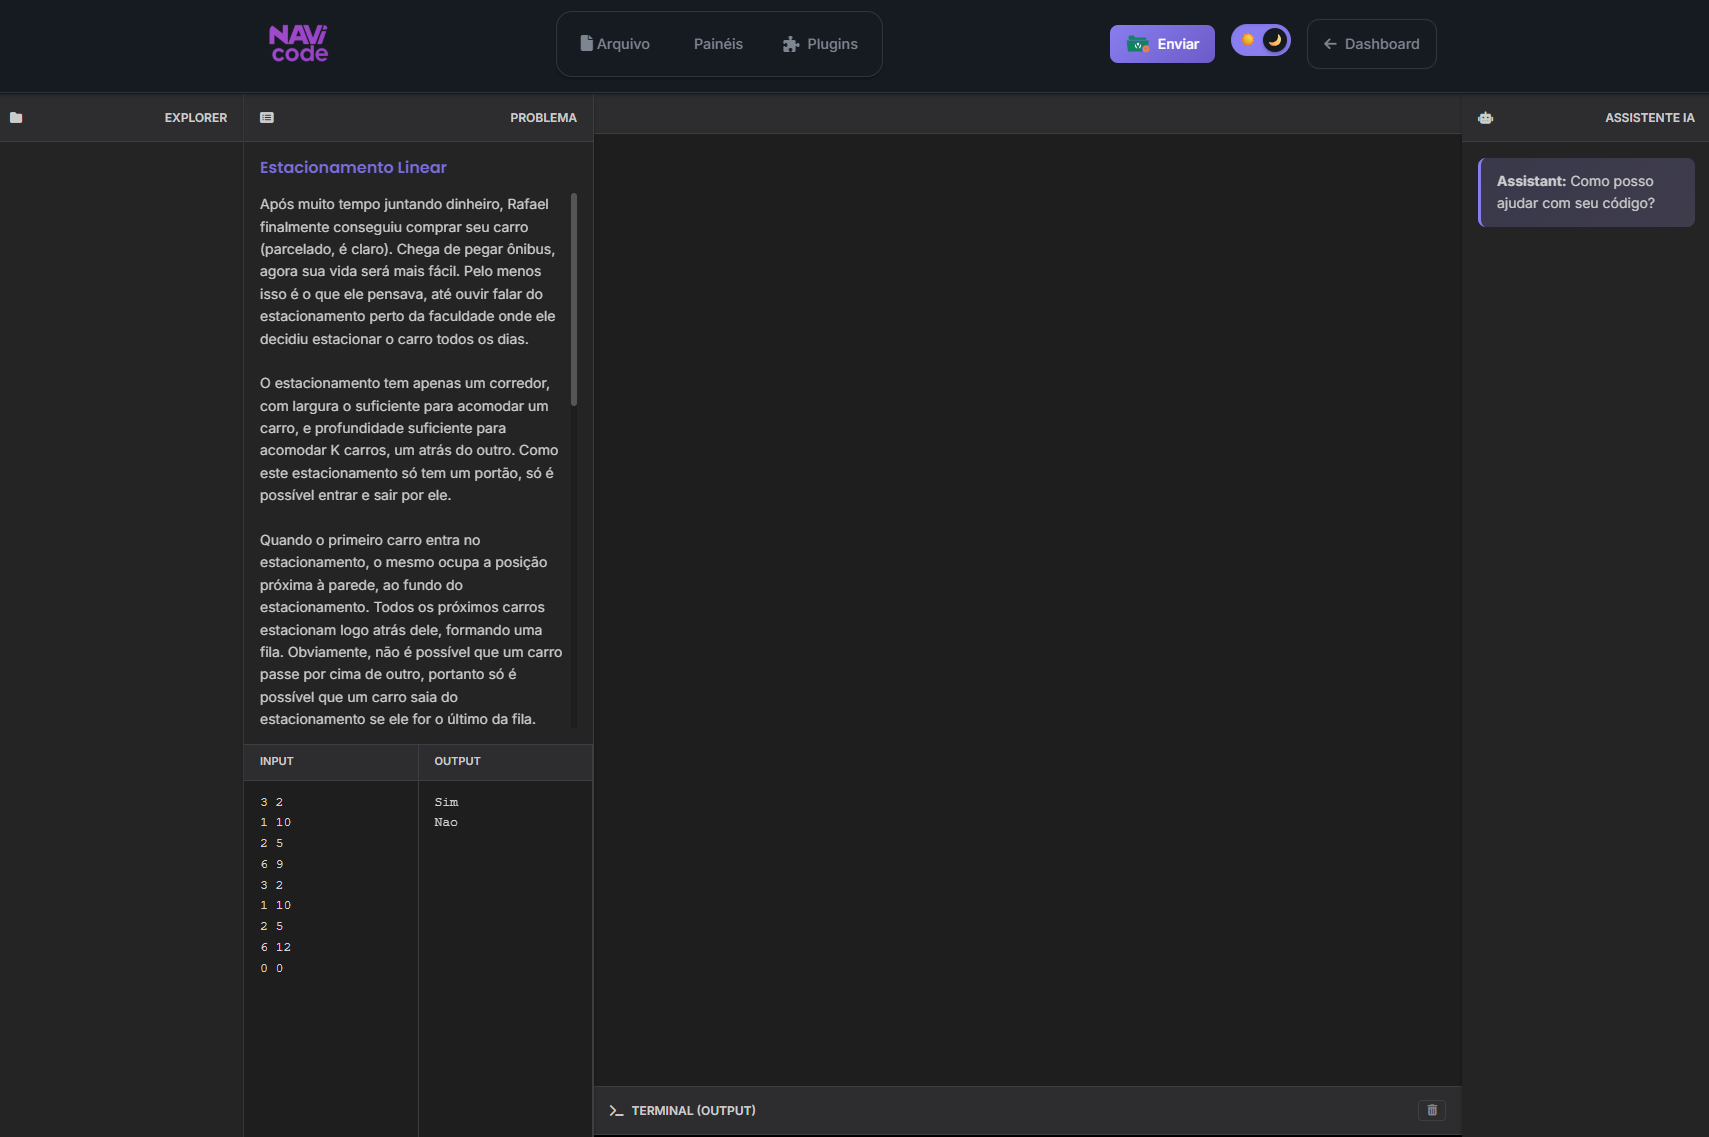 NAVi
code
Arquivo
Painéis
Plugins
Enviar
Dashboard
EXPLORER
PROBLEMA
Estacionamento Linear
Após muito tempo juntando dinheiro, Rafael
finalmente conseguiu comprar seu carro
(parcelado, é claro). Chega de pegar ônibus,
agora sua vida será mais fácil. Pelo menos
isso é o que ele pensava, até ouvir falar do
estacionamento perto da faculdade onde ele
decidiu estacionar o carro todos os dias.
O estacionamento tem apenas um corredor,
com largura o suficiente para acomodar um
carro, e profundidade suficiente para
acomodar K carros, um atrás do outro. Como
este estacionamento só tem um portão, só é
possível entrar e sair por ele.
Quando o primeiro carro entra no
estacionamento, o mesmo ocupa a posição
próxima à parede, ao fundo do
estacionamento. Todos os próximos carros
estacionam logo atrás dele, formando uma
fila. Obviamente, não é possível que um carro
passe por cima de outro, portanto só é
possível que um carro saia do
estacionamento se ele for o último da fila.
INPUT
3 2
1 10
2 5
6 9
3 2
1 10
2 5
6 12
0 0
OUTPUT
Sim
Nao
TERMINAL (OUTPUT)
ASSISTENTE IA
Assistant: Como posso
ajudar com seu código?